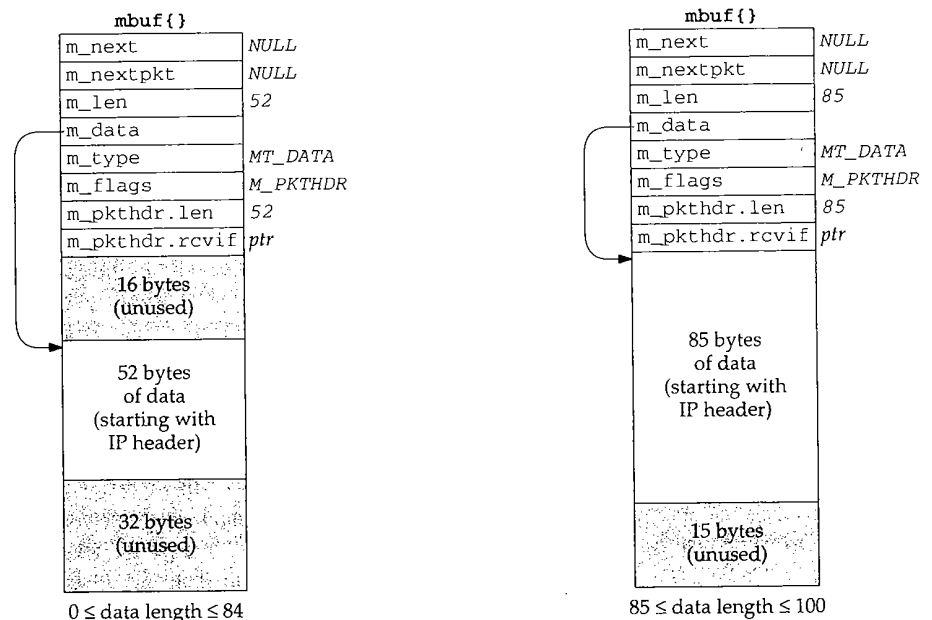 mbuf{}
m_next NULL
m_nextpkt NULL
m_len 52
m_data
m_type MT_DATA
m_flags M_PKTHDR
m_pkthdr.len 52
m_pkthdr.rcvif ptr
16 bytes
(unused)
52 bytes
of data
(starting with
IP header)
32 bytes
(unused)
0 ≤ data length ≤ 84
mbuf{}
m_next NULL
m_nextpkt NULL
m_len 85
m_data
m_type MT_DATA
m_flags M_PKTHDR
m_pkthdr.len 85
m_pkthdr.rcvif ptr
85 bytes
of data
(starting with
IP header)
15 bytes
(unused)
85 ≤ data length ≤ 100